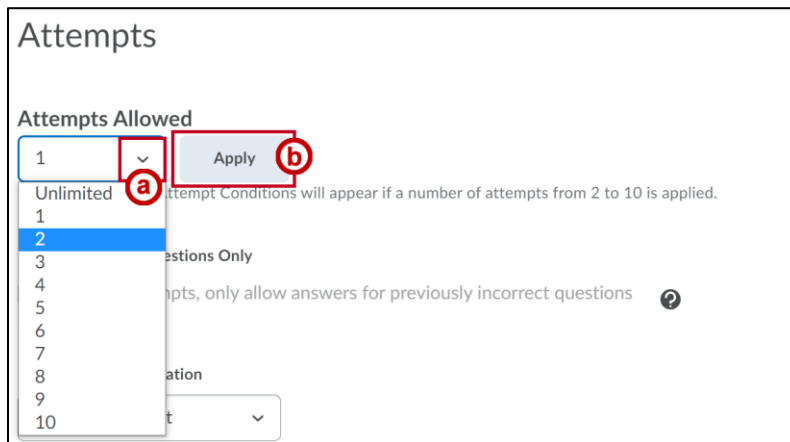 Attempts
Attempts Allowed
1
Apply
b
a
Unlimited
ttempt Conditions will appear if a number of attempts from 2 to 10 is applied.
1
2
3
estions Only
4
pts, only allow answers for previously incorrect questions ?
5
6
7
8
ation
9
10
t